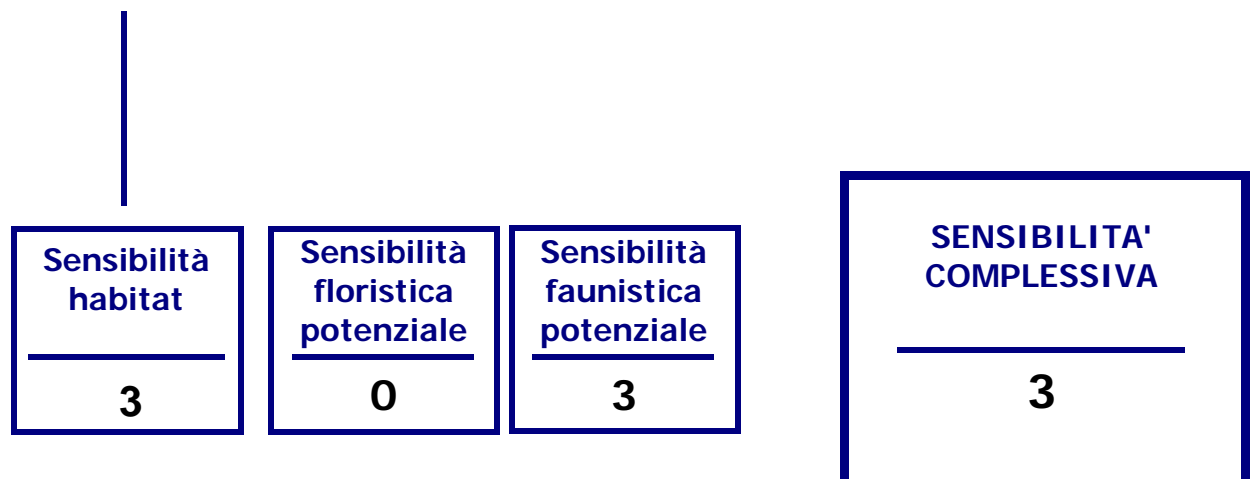 Sensibilità
habitat
3
Sensibilità
floristica
potenziale
0
Sensibilità
faunistica
potenziale
3
SENSIBILITA'
COMPLESSIVA
3